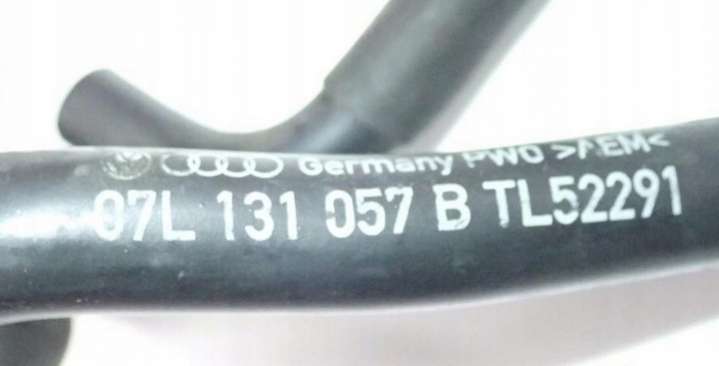 Germany PWO >AEM<
07L 131 057 B TL52291